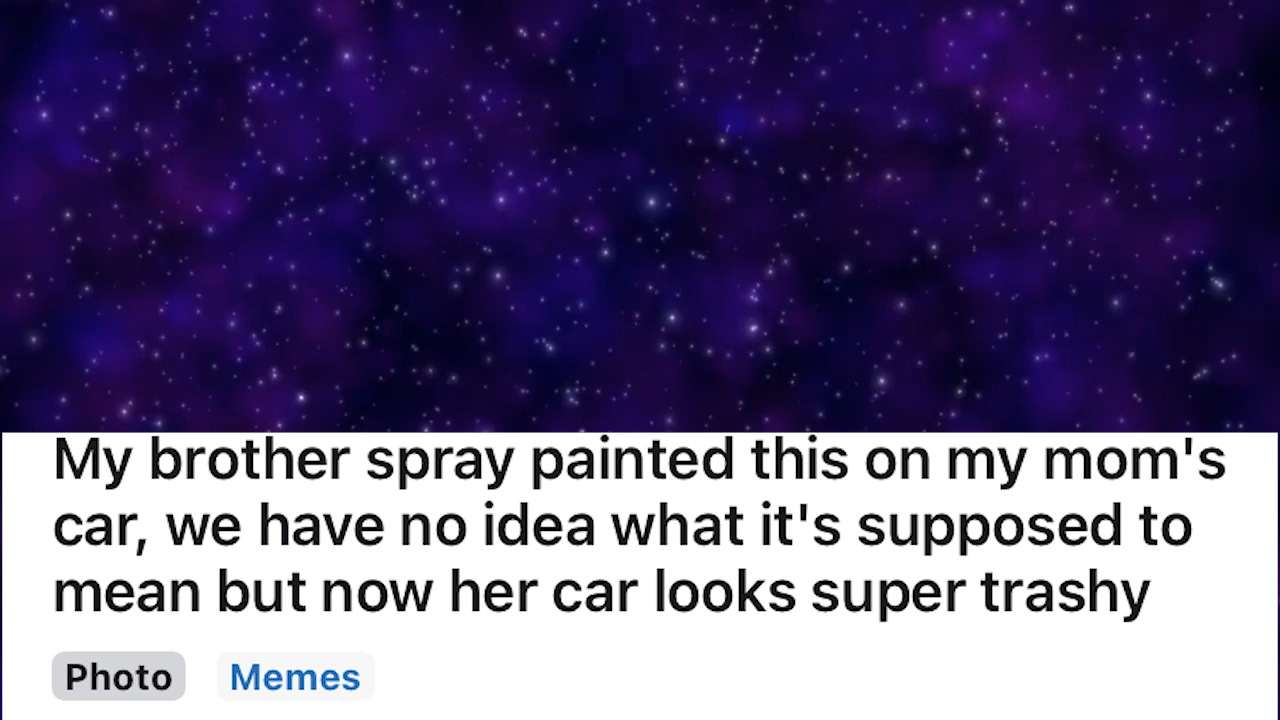 My brother spray painted this on my mom's
car, we have no idea what it's supposed to
mean but now her car looks super trashy
Photo Memes